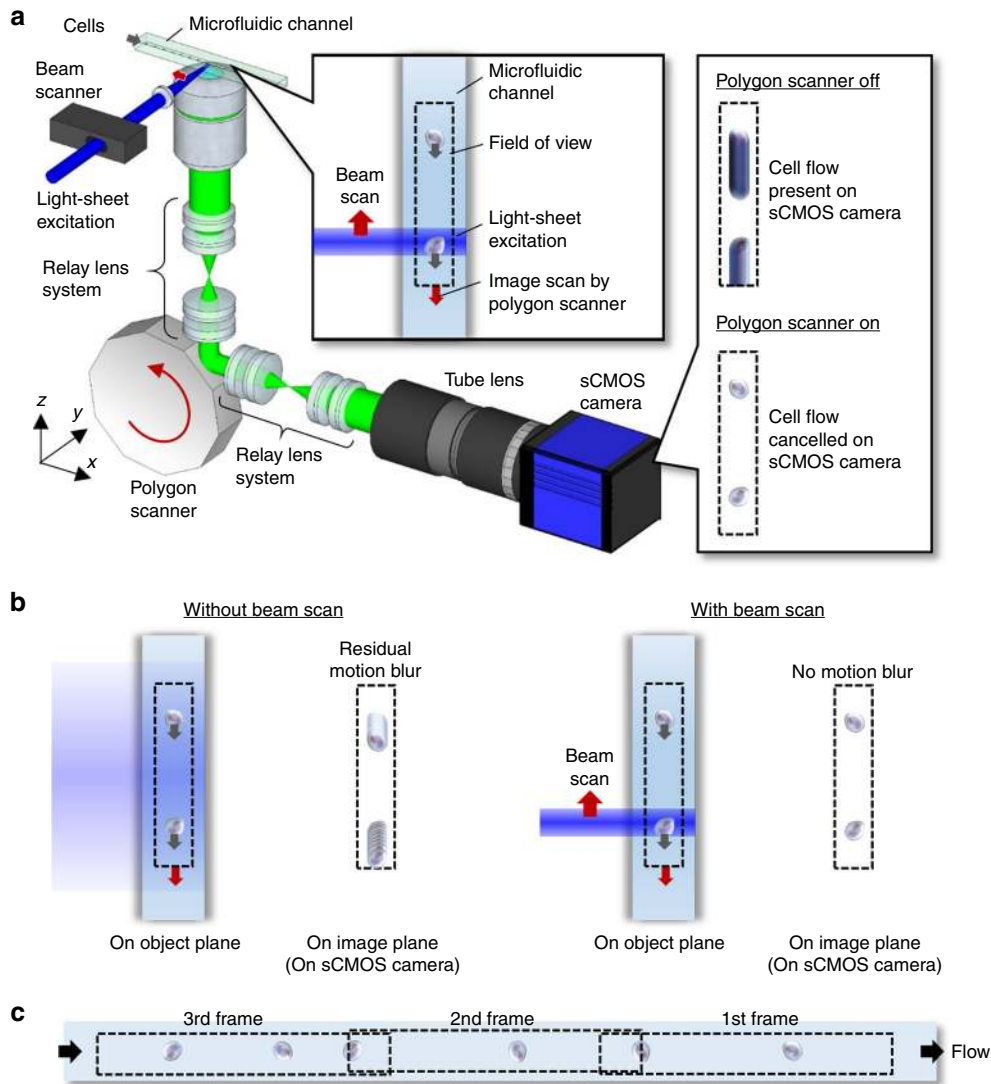 a
Cells
Microfluidic channel
Beam
scanner
Light-sheet
excitation
Relay lens
system
z
y
x
Polygon
scanner
Relay lens
system
Tube lens
sCMOS
camera
Microfluidic
channel
Field of view
Beam
scan
Light-sheet
excitation
Image scan by
polygon scanner
Polygon scanner off
Cell flow
present on
sCMOS camera
Polygon scanner on
Cell flow
cancelled on
sCMOS camera
b
Without beam scan
Residual
motion blur
On object plane
On image plane
(On sCMOS camera)
With beam scan
No motion blur
Beam
scan
On object plane
On image plane
(On sCMOS camera)
c
3rd frame
2nd frame
1st frame
Flow